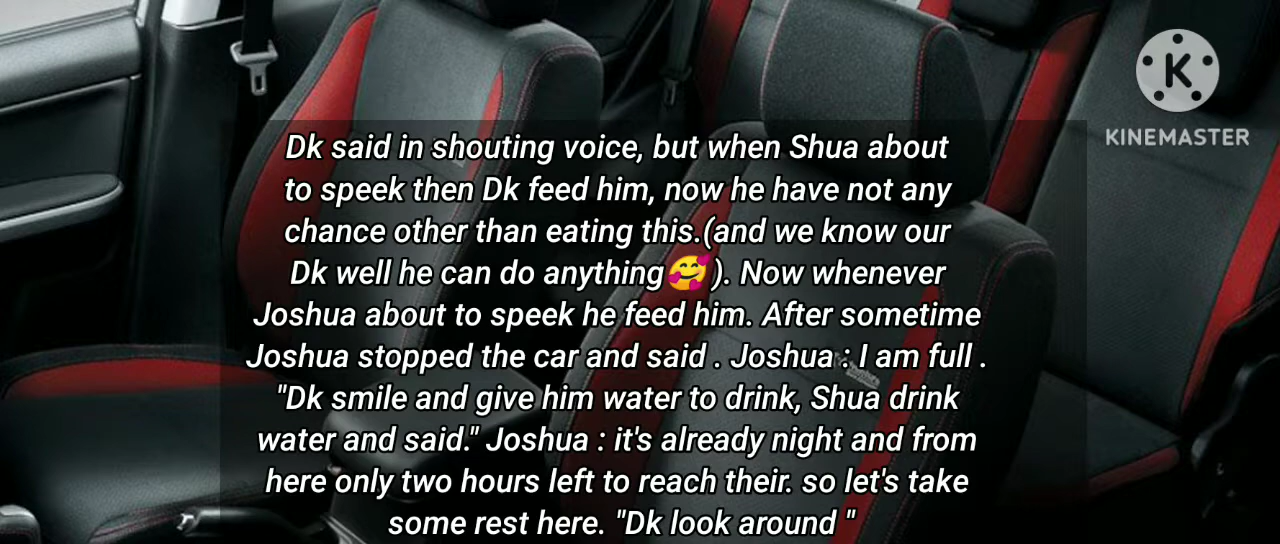 K
KINEMASTER
Dk said in shouting voice, but when Shua about
to speek then Dk feed him, now he have not any
chance other than eating this.(and we know our
Dk well he can do anything🥰). Now whenever
Joshua about to speek he feed him. After sometime
Joshua stopped the car and said . Joshua : I am full .
"Dk smile and give him water to drink, Shua drink
water and said." Joshua : it's already night and from
here only two hours left to reach their. so let's take
some rest here. "Dk look around "